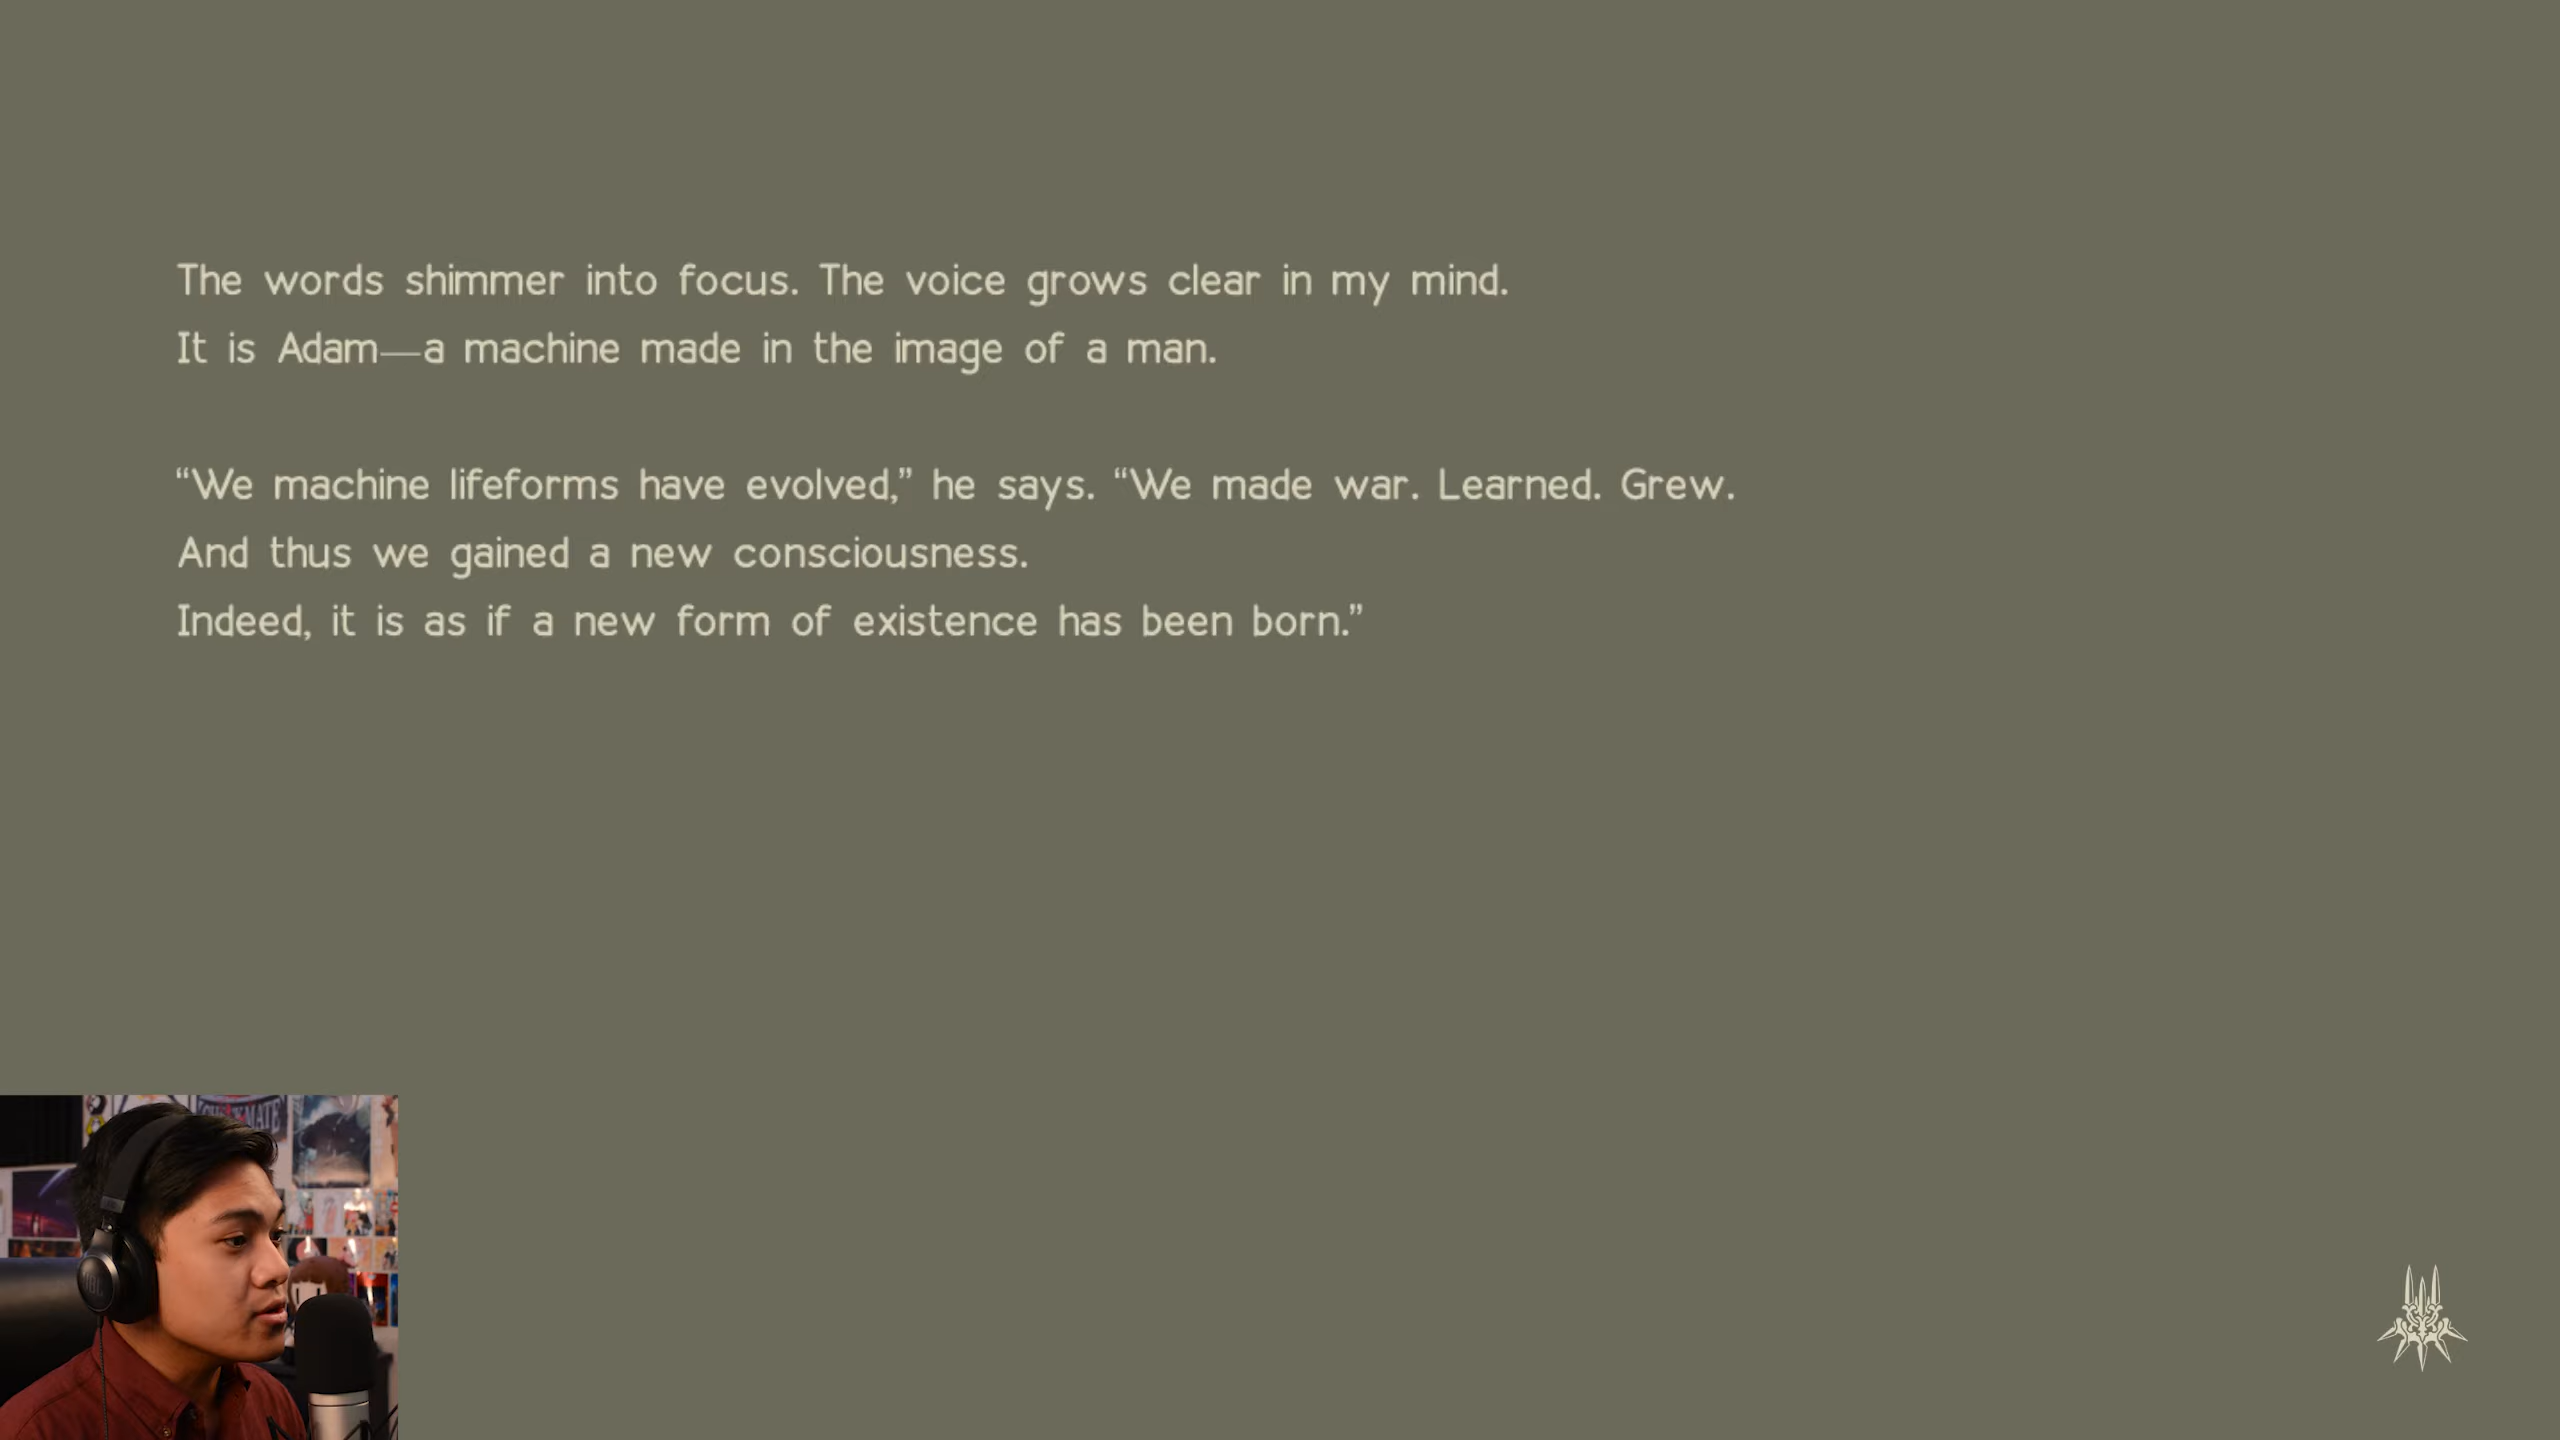 The words shimmer into focus. The voice grows clear in my mind.
It is Adam—a machine made in the image of a man.
“We machine lifeforms have evolved,” he says. “We made war. Learned. Grew.
And thus we gained a new consciousness.
Indeed, it is as if a new form of existence has been born.”
JBL